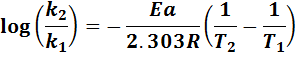 log(k₂/k₁) = − Ea/2.303R (1/T₂ − 1/T₁)